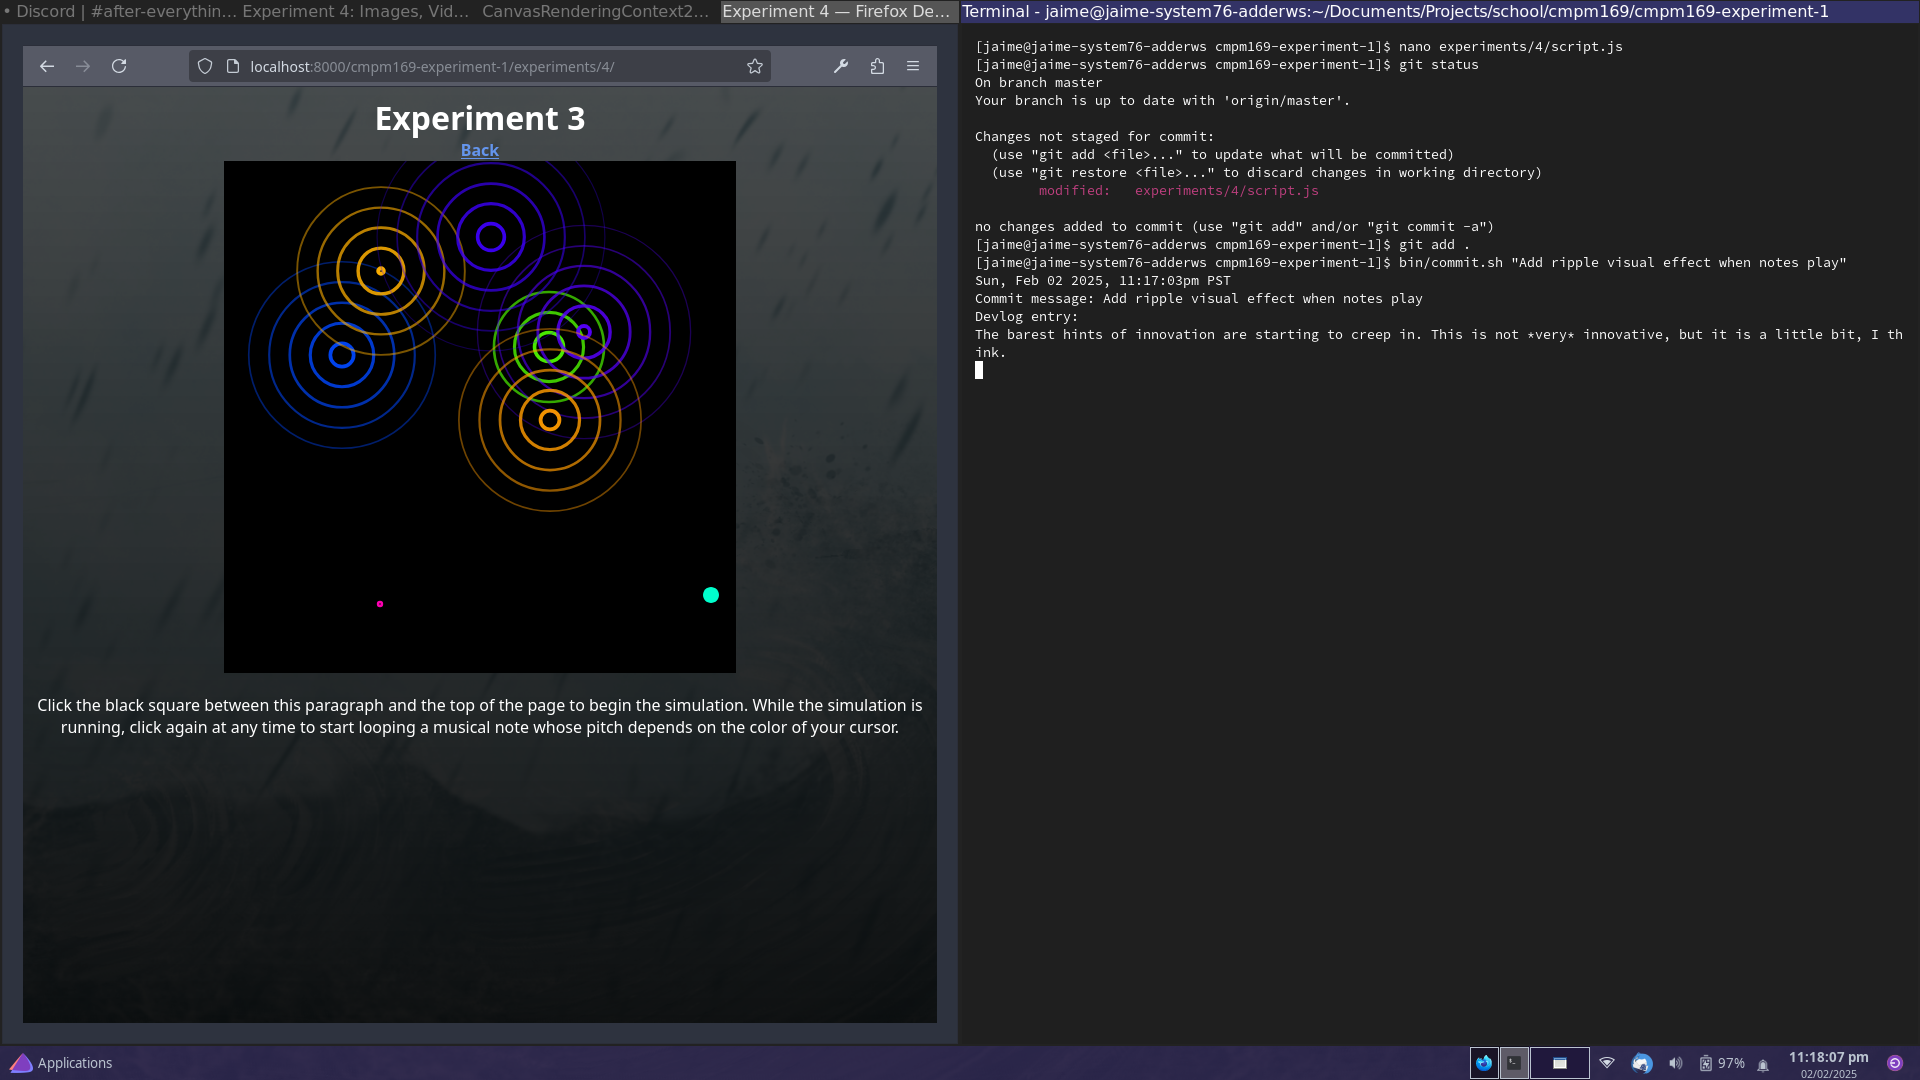 • Discord | #after-everythin…
Experiment 4: Images, Vid…
CanvasRenderingContext2…
Experiment 4 — Firefox De…
Terminal - jaime@jaime-system76-adderws:~/Documents/Projects/school/cmpm169/cmpm169-experiment-1
localhost:8000/cmpm169-experiment-1/experiments/4/
Experiment 3
Back
Click the black square between this paragraph and the top of the page to begin the simulation. While the simulation is
running, click again at any time to start looping a musical note whose pitch depends on the color of your cursor.
[jaime@jaime-system76-adderws cmpm169-experiment-1]$ nano experiments/4/script.js
[jaime@jaime-system76-adderws cmpm169-experiment-1]$ git status
On branch master
Your branch is up to date with 'origin/master'.
Changes not staged for commit:
(use "git add <file>..." to update what will be committed)
(use "git restore <file>..." to discard changes in working directory)
modified:   experiments/4/script.js
no changes added to commit (use "git add" and/or "git commit -a")
[jaime@jaime-system76-adderws cmpm169-experiment-1]$ git add .
[jaime@jaime-system76-adderws cmpm169-experiment-1]$ bin/commit.sh "Add ripple visual effect when notes play"
Sun, Feb 02 2025, 11:17:03pm PST
Commit message: Add ripple visual effect when notes play
Devlog entry:
The barest hints of innovation are starting to creep in. This is not *very* innovative, but it is a little bit, I th
ink.
Applications
97%
11:18:07 pm
02/02/2025